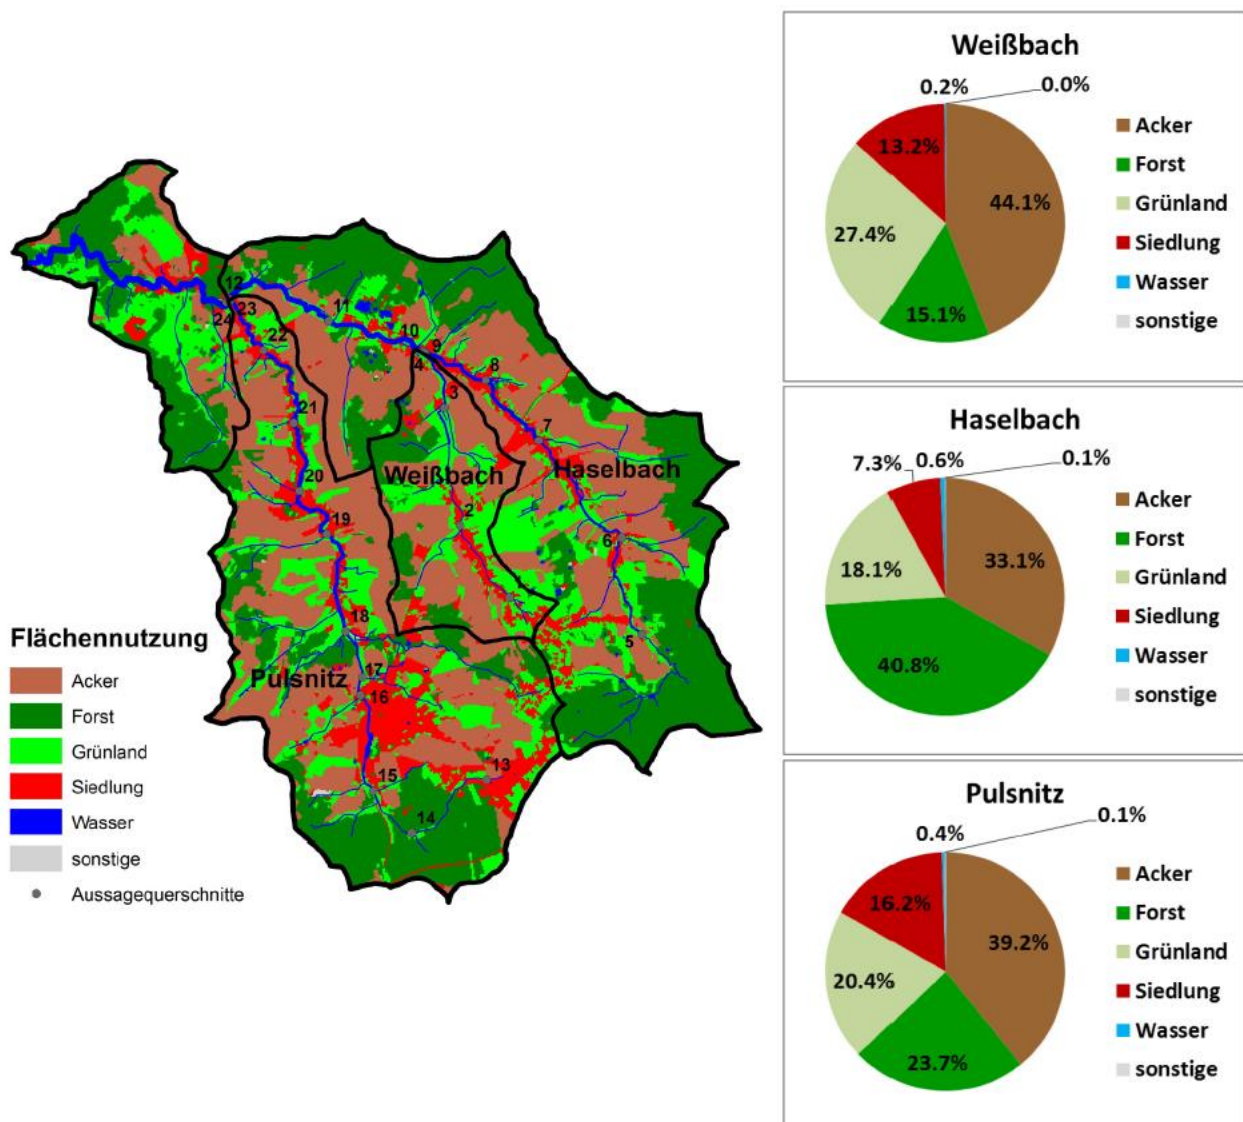 12
23
24
22
11
10
9
4
8
3
21
7
Weißbach
Haselbach
20
2
19
6
1
18
5
Pulsnitz
17
16
15
13
14
Flächennutzung
Acker
Forst
Grünland
Siedlung
Wasser
sonstige
Aussagequerschnitte
Weißbach
0.2%
0.0%
13.2%
44.1%
27.4%
15.1%
Acker
Forst
Grünland
Siedlung
Wasser
sonstige
Haselbach
7.3%
0.6%
0.1%
33.1%
18.1%
40.8%
Acker
Forst
Grünland
Siedlung
Wasser
sonstige
Pulsnitz
0.4%
0.1%
16.2%
39.2%
20.4%
23.7%
Acker
Forst
Grünland
Siedlung
Wasser
sonstige